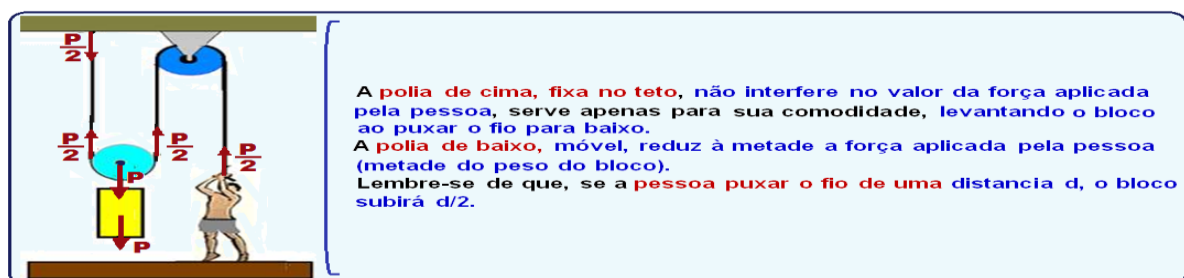 P
2
P
2
P
2
P
2
P
P
A polia de cima, fixa no teto, não interfere no valor da força aplicada
pela pessoa, serve apenas para sua comodidade, levantando o bloco
ao puxar o fio para baixo.
A polia de baixo, móvel, reduz à metade a força aplicada pela pessoa
(metade do peso do bloco).
Lembre-se de que, se a pessoa puxar o fio de uma distancia d, o bloco
subirá d/2.